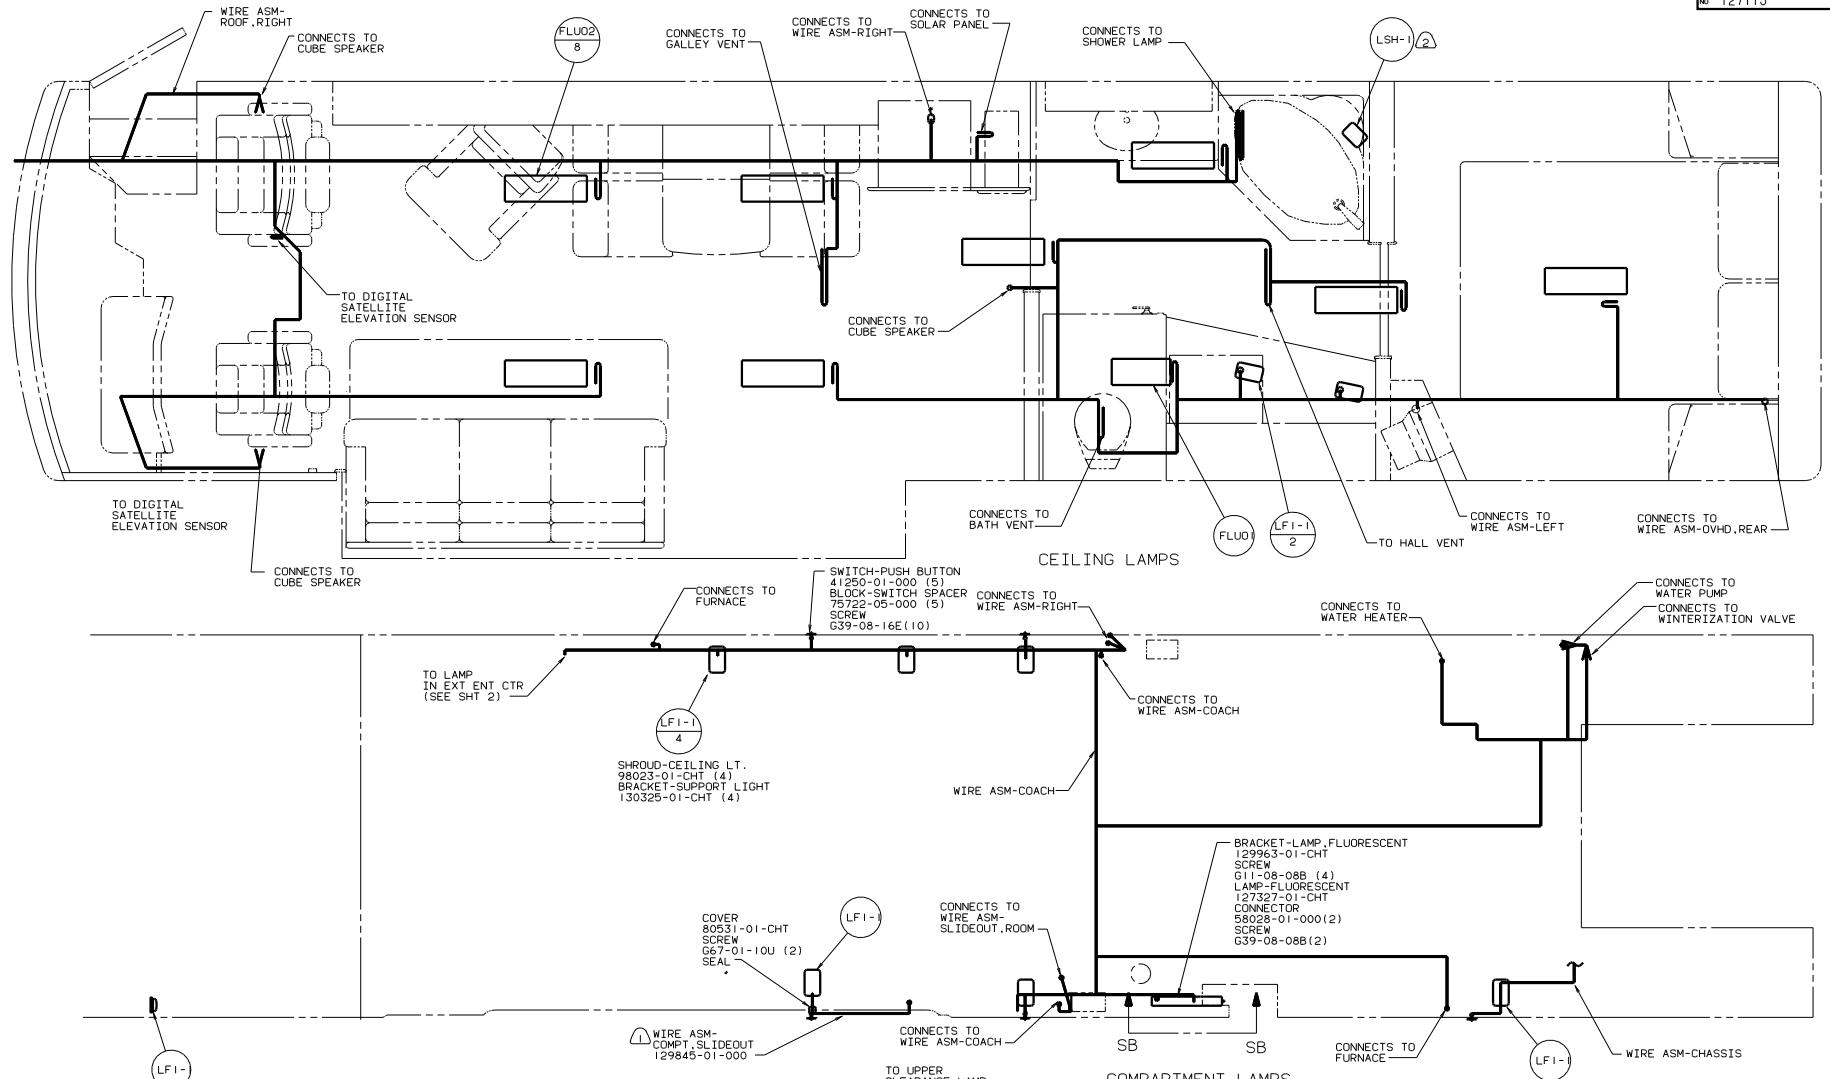 No 127115
WIRE ASM-
ROOF,RIGHT
CONNECTS TO
CUBE SPEAKER
FLU02
8
CONNECTS TO
GALLEY VENT
CONNECTS TO
WIRE ASM-RIGHT
CONNECTS TO
SOLAR PANEL
CONNECTS TO
SHOWER LAMP
LSH-1
2
TO DIGITAL
SATELLITE
ELEVATION SENSOR
CONNECTS TO
CUBE SPEAKER
TO DIGITAL
SATELLITE
ELEVATION SENSOR
CONNECTS TO
CUBE SPEAKER
CONNECTS TO
BATH VENT
FLU01
LF1-1
2
TO HALL VENT
CONNECTS TO
WIRE ASM-LEFT
CONNECTS TO
WIRE ASM-OVHD,REAR
CEILING LAMPS
CONNECTS TO
FURNACE
SWITCH-PUSH BUTTON
41250-01-000 (5)
BLOCK-SWITCH SPACER
75722-05-000 (5)
SCREW
G39-08-16E(10)
CONNECTS TO
WIRE ASM-RIGHT
CONNECTS TO
WATER HEATER
CONNECTS TO
WATER PUMP
CONNECTS TO
WINTERIZATION VALVE
TO LAMP
IN EXT ENT CTR
(SEE SHT 2)
LF1-1
4
SHROUD-CEILING LT.
98023-01-CHT (4)
BRACKET-SUPPORT LIGHT
130325-01-CHT (4)
CONNECTS TO
WIRE ASM-COACH
WIRE ASM-COACH
BRACKET-LAMP,FLUORESCENT
129963-01-CHT
SCREW
G11-08-08B (4)
LAMP-FLUORESCENT
127327-01-CHT
CONNECTOR
58028-01-000(2)
SCREW
G39-08-08B(2)
COVER
80531-01-CHT
SCREW
G67-01-10U (2)
SEAL
LF1-1
CONNECTS TO
WIRE ASM-
SLIDEOUT,ROOM
1
WIRE ASM-
COMPT,SLIDEOUT
129845-01-000
CONNECTS TO
WIRE ASM-COACH
SB
SB
CONNECTS TO
FURNACE
LF1-1
WIRE ASM-CHASSIS
LF1-1
TO UPPER
CLEARANCE LAMP
COMPARTMENT LAMPS